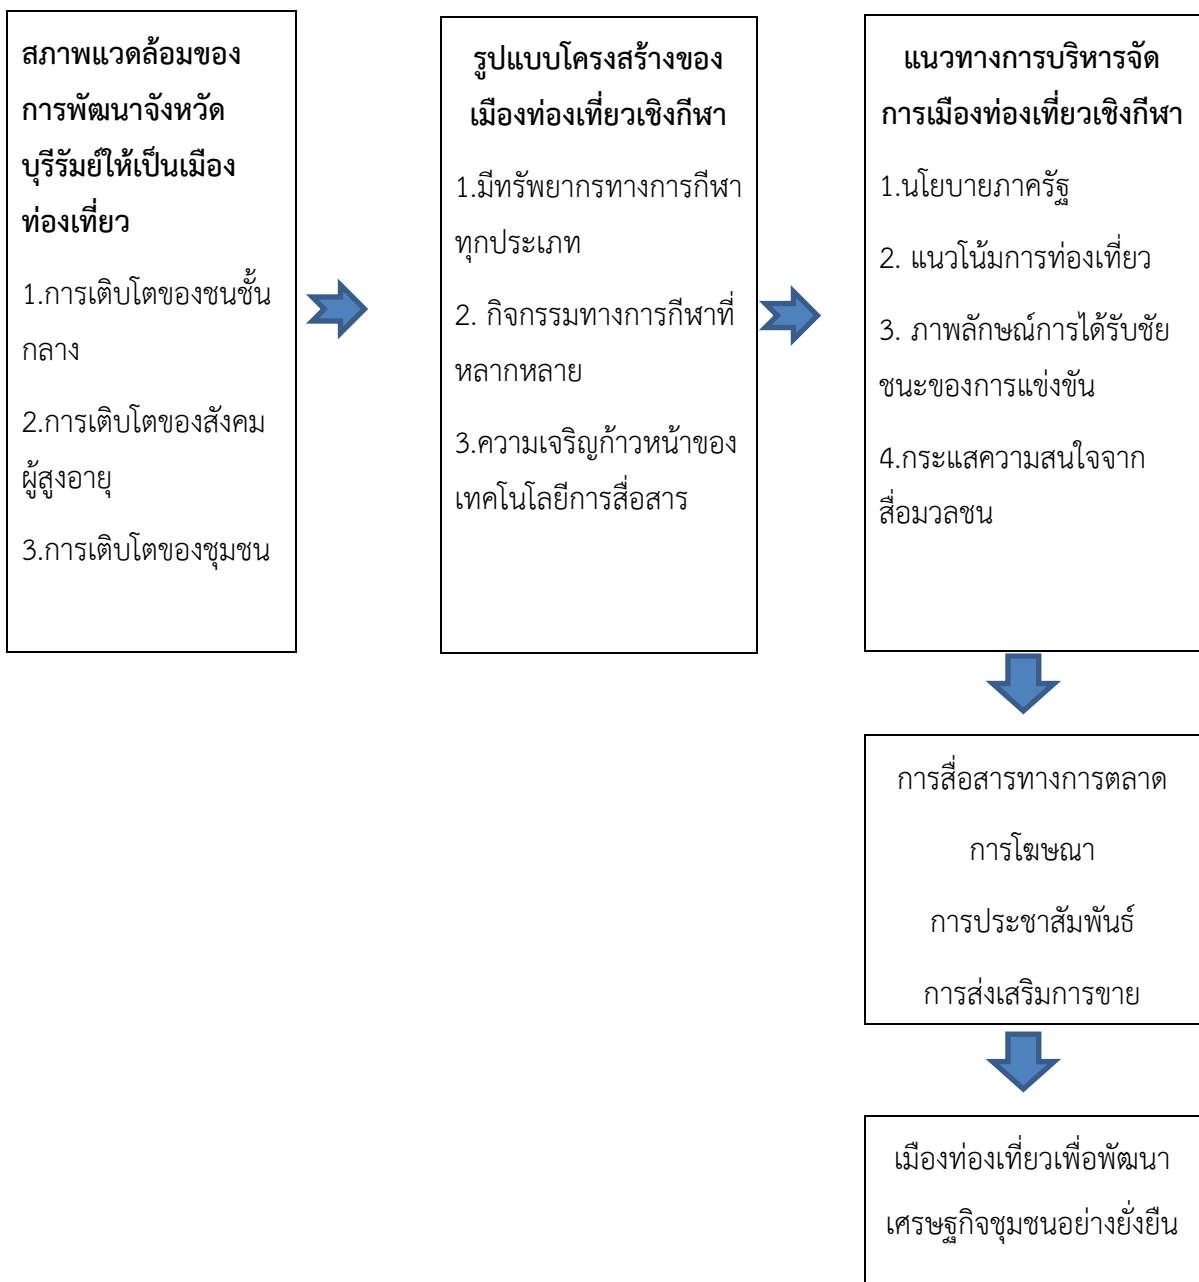 สภาพแวดล้อมของ
การพัฒนาจังหวัด
บุรีรัมย์ให้เป็นเมือง
ท่องเที่ยว
1.การเติบโตของชนชั้น
กลาง
2.การเติบโตของสังคม
ผู้สูงอายุ
3.การเติบโตของชุมชน
รูปแบบโครงสร้างของ
เมืองท่องเที่ยวเชิงกีฬา
1.มีทรัพยากรทางการกีฬา
ทุกประเภท
2. กิจกรรมทางการกีฬาที่
หลากหลาย
3.ความเจริญก้าวหน้าของ
เทคโนโลยีการสื่อสาร
แนวทางการบริหารจัด
การเมืองท่องเที่ยวเชิงกีฬา
1.นโยบายภาครัฐ
2. แนวโน้มการท่องเที่ยว
3. ภาพลักษณ์การได้รับชัย
ชนะของการแข่งขัน
4.กระแสความสนใจจาก
สื่อมวลชน
การสื่อสารทางการตลาด
การโฆษณา
การประชาสัมพันธ์
การส่งเสริมการขาย
เมืองท่องเที่ยวเพื่อพัฒนา
เศรษฐกิจชุมชนอย่างยั่งยืน